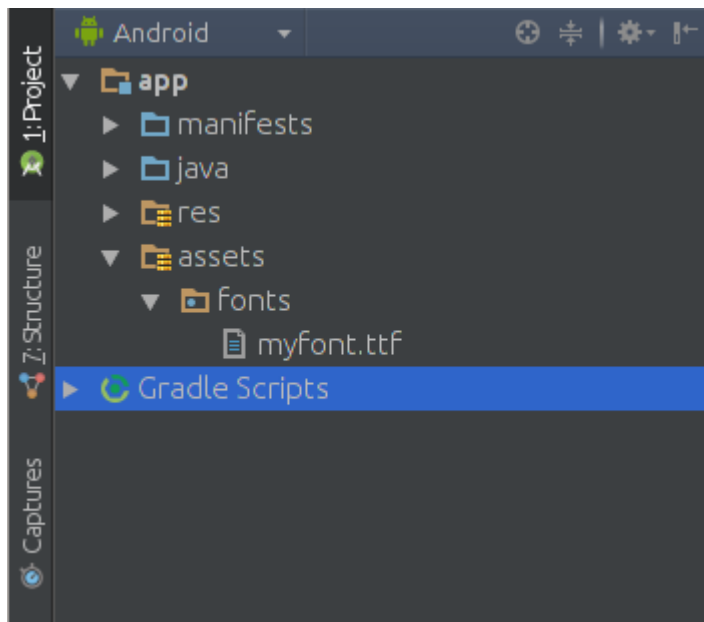 Android
app
manifests
java
res
assets
fonts
myfont.ttf
Gradle Scripts
1: Project
7: Structure
Captures